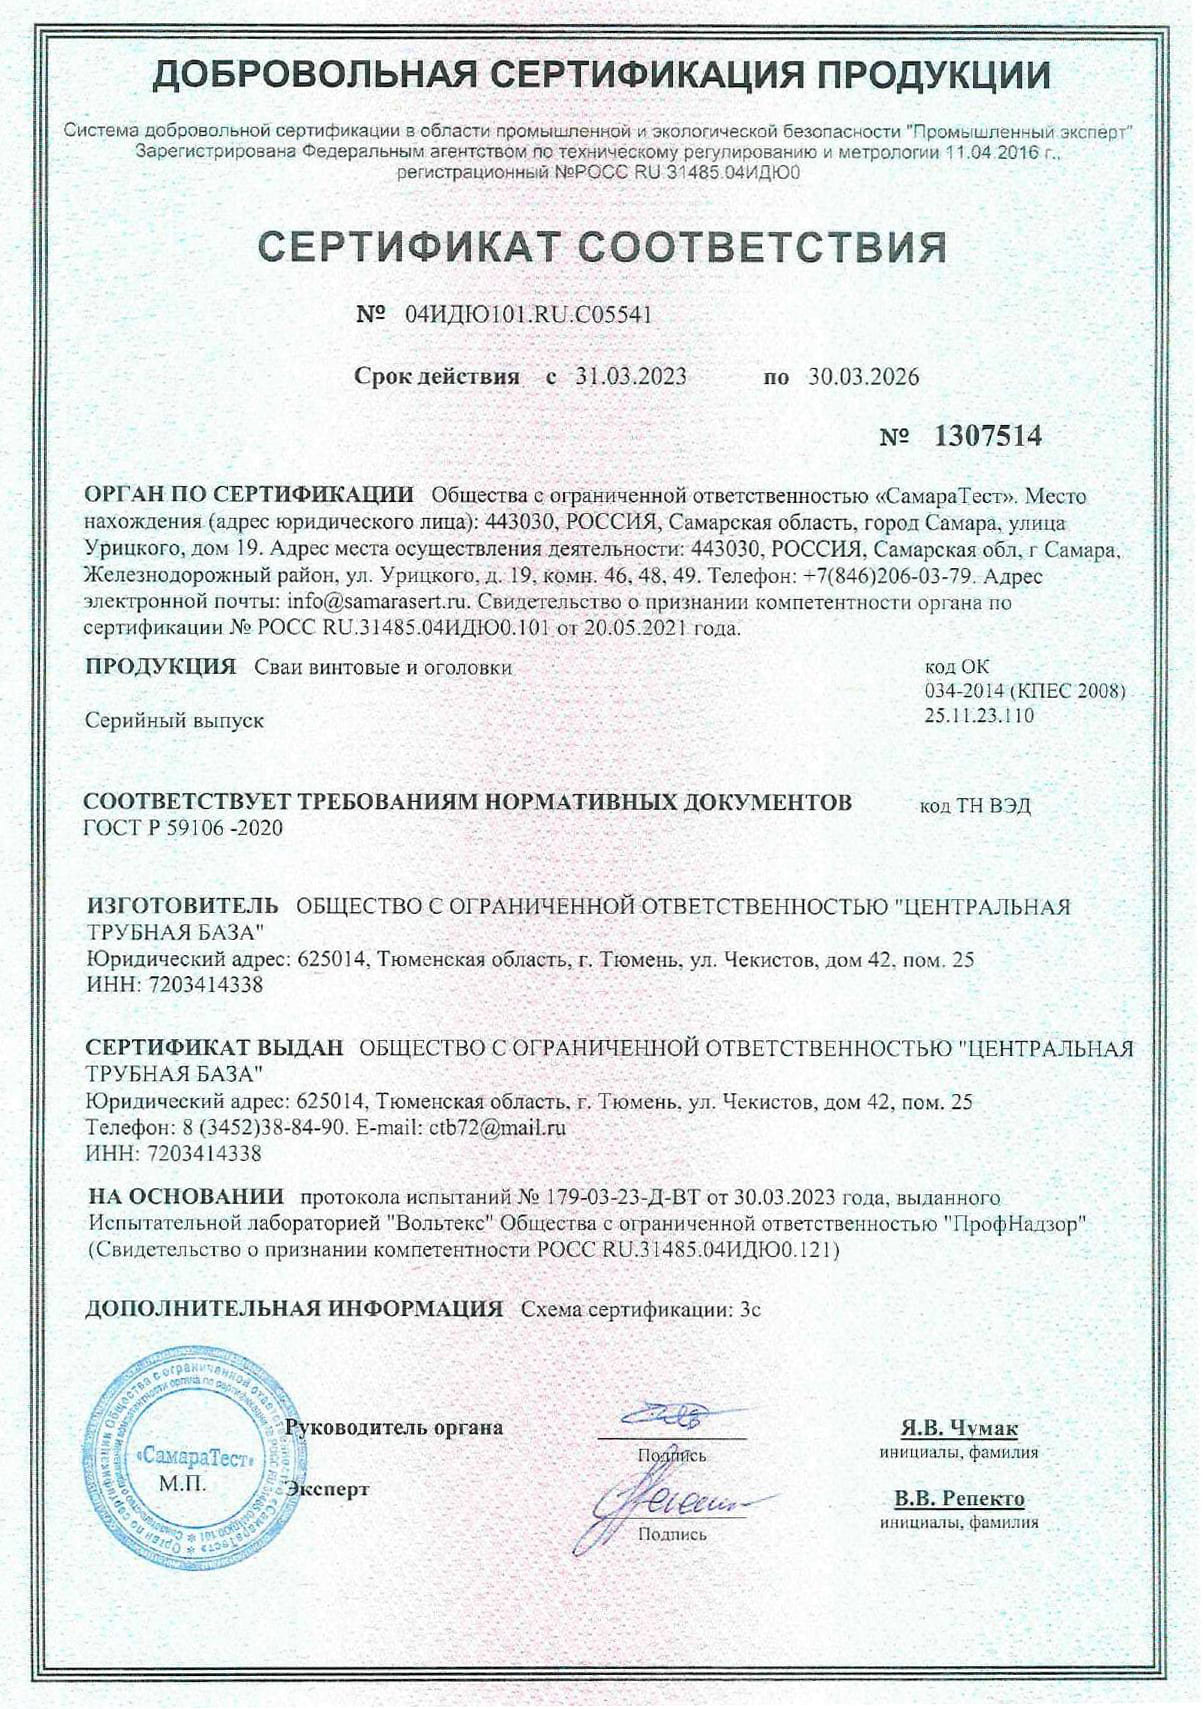 ДОБРОВОЛЬНАЯ СЕРТИФИКАЦИЯ ПРОДУКЦИИ
Система добровольной сертификации в области промышленной и экологической безопасности "Промышленный эксперт"
Зарегистрирована Федеральным агентством по техническому регулированию и метрологии 11.04.2016 г.,
регистрационный №РОСС RU.31485.04ИДЮ0
СЕРТИФИКАТ СООТВЕТСТВИЯ
№ 04ИДЮ101.RU.С05541
Срок действия с 31.03.2023 по 30.03.2026
№ 1307514
ОРГАН ПО СЕРТИФИКАЦИИ Общества с ограниченной ответственностью «СамараТест». Место
нахождения (адрес юридического лица): 443030, РОССИЯ, Самарская область, город Самара, улица
Урицкого, дом 19. Адрес места осуществления деятельности: 443030, РОССИЯ, Самарская обл, г Самара,
Железнодорожный район, ул. Урицкого, д. 19, комн. 46, 48, 49. Телефон: +7(846)206-03-79. Адрес
электронной почты: info@samarasert.ru. Свидетельство о признании компетентности органа по
сертификации № РОСС RU.31485.04ИДЮ0.101 от 20.05.2021 года.
ПРОДУКЦИЯ Сваи винтовые и оголовки
код ОК
034-2014 (КПЕС 2008)
25.11.23.110
Серийный выпуск
СООТВЕТСТВУЕТ ТРЕБОВАНИЯМ НОРМАТИВНЫХ ДОКУМЕНТОВ
код ТН ВЭД
ГОСТ Р 59106 -2020
ИЗГОТОВИТЕЛЬ ОБЩЕСТВО С ОГРАНИЧЕННОЙ ОТВЕТСТВЕННОСТЬЮ "ЦЕНТРАЛЬНАЯ
ТРУБНАЯ БАЗА"
Юридический адрес: 625014, Тюменская область, г. Тюмень, ул. Чекистов, дом 42, пом. 25
ИНН: 7203414338
СЕРТИФИКАТ ВЫДАН ОБЩЕСТВО С ОГРАНИЧЕННОЙ ОТВЕТСТВЕННОСТЬЮ "ЦЕНТРАЛЬНАЯ
ТРУБНАЯ БАЗА"
Юридический адрес: 625014, Тюменская область, г. Тюмень, ул. Чекистов, дом 42, пом. 25
Телефон: 8 (3452)38-84-90. E-mail: ctb72@mail.ru
ИНН: 7203414338
НА ОСНОВАНИИ протокола испытаний № 179-03-23-Д-ВТ от 30.03.2023 года, выданного
Испытательной лабораторией "Вольтекс" Общества с ограниченной ответственностью "ПрофНадзор"
(Свидетельство о признании компетентности РОСС RU.31485.04ИДЮ0.121)
ДОПОЛНИТЕЛЬНАЯ ИНФОРМАЦИЯ Схема сертификации: 3с
Руководитель органа
Я.В. Чумак
Подпись
инициалы, фамилия
«СамараТест»
М.П.
Эксперт
В.В. Репекто
Подпись
инициалы, фамилия